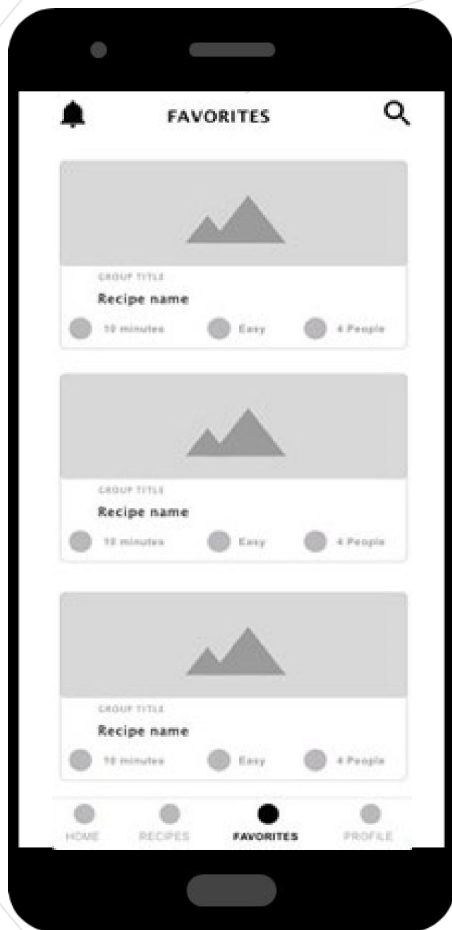 FAVORITES
GROUP TITLE
Recipe name
10 minutes Easy 4 People
GROUP TITLE
Recipe name
10 minutes Easy 4 People
GROUP TITLE
Recipe name
10 minutes Easy 4 People
HOME RECIPES FAVORITES PROFILE